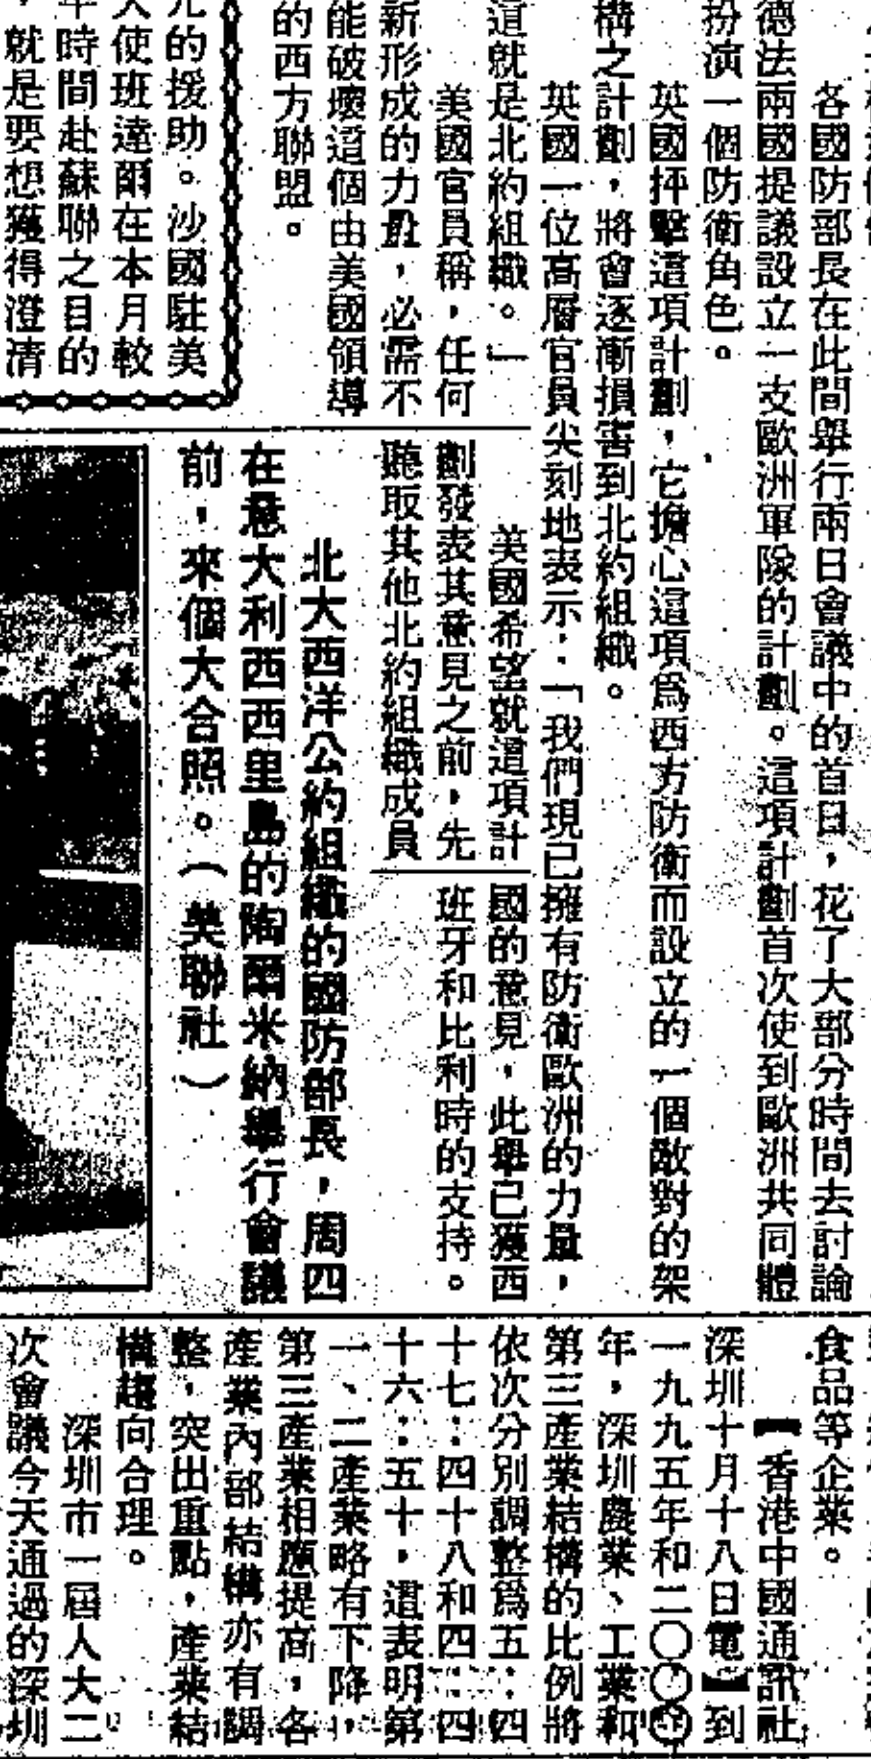 各國防部長在此間舉行兩日會議中的首日，花了大部分時間去討論
德法兩國提議設立一支歐洲軍隊的計劃。這項計劃首次使到歐洲共同體
扮演一個防衛角色。
英國抨擊這項計劃，它擔心這項爲西方防衛而設立的一個敵對的架
構之計劃，將會逐漸損害到北約組織。
英國一位高層官員尖刻地表示：「我們現已擁有防衛歐洲的力量，
這就是北約組織。」
美國官員稱，任何
新形成的力量，必需不
能破壞這個由美國領導
的西方聯盟。
美國希望就這項計
劃發表其意見之前，先
聽取其他北約組織成員
國的意見，此舉已獲西
班牙和比利時的支持。
北大西洋公約組織的國防部長，周四
在意大利西西里島的陶爾米納舉行會議
前，來個大合照。（美聯社）
的援助。沙國駐美
大使班達爾在本月較
年時間赴蘇聯之目的
，就是要想獲得澄清
食品等企業。
【香港中國通訊社
深圳十月十八日電】到
一九九五年和二〇〇〇
年，深圳農業、工業和
第三產業結構的比例將
依次分別調整爲五：四
十七：四十八和四：四
十六：五十，這表明第
一、二產業略有下降，
第三產業相應提高，各
產業內部結構亦有調
整，突出重點，產業結
構趨向合理。
深圳市一屆人大二
次會議今天通過的深圳